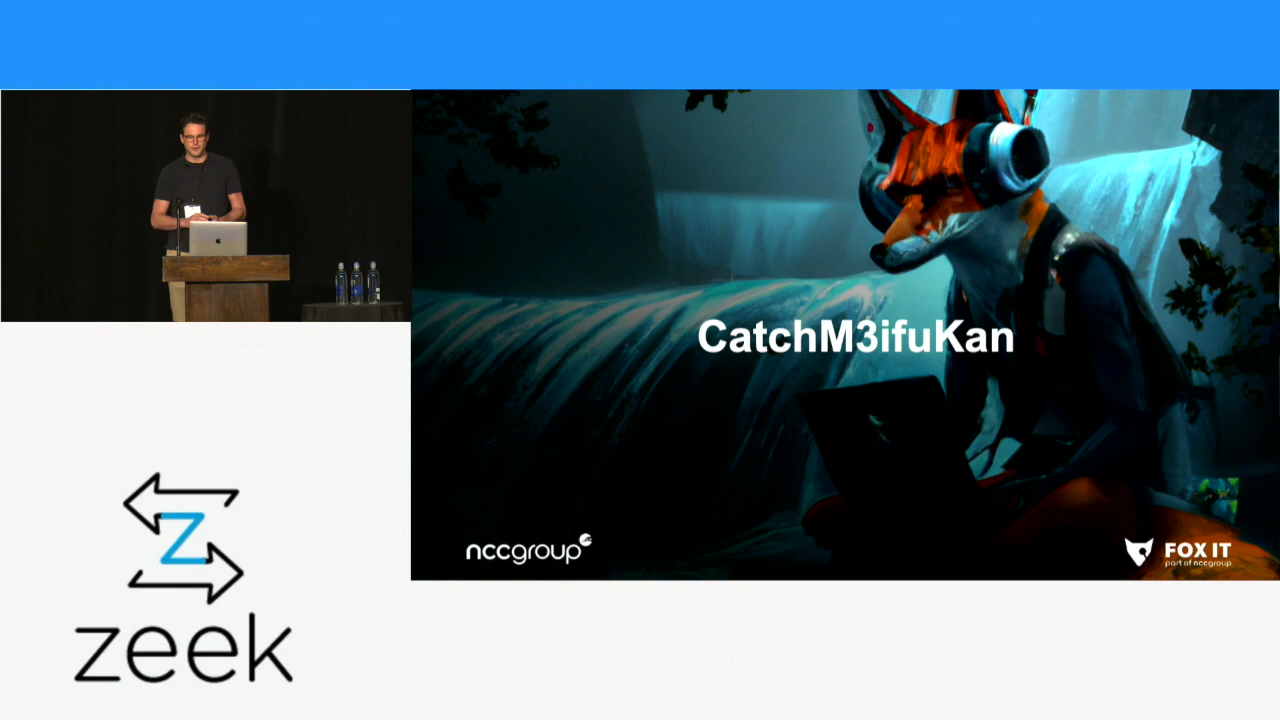 CatchM3ifuKan
nccgroup
FOX IT
part of nccgroup
Z
zeek